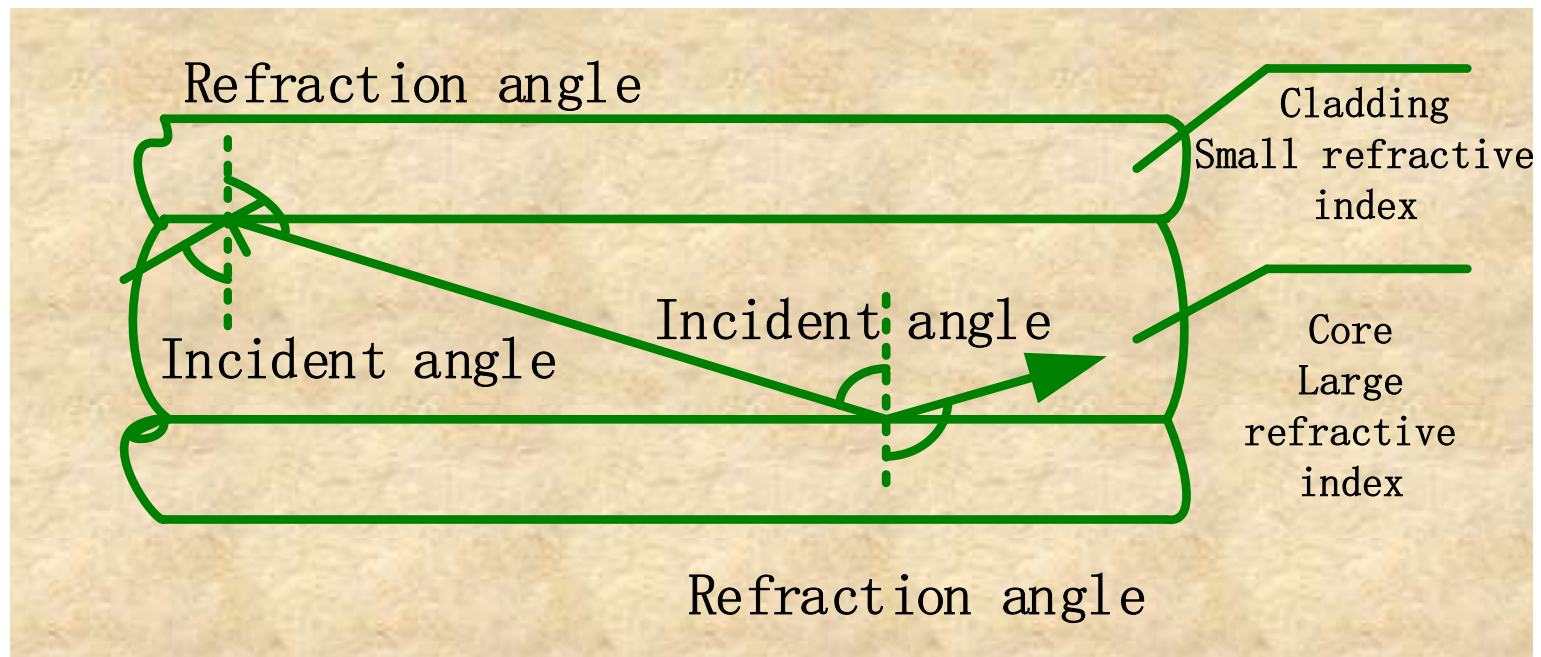 Refraction angle
Cladding
Small refractive
index
Incident angle
Incident angle
Core
Large
refractive
index
Refraction angle